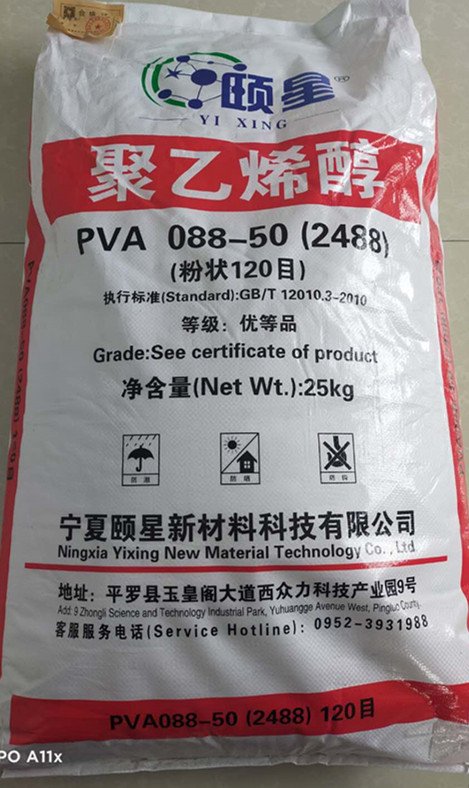 颐星®
YI XING
聚乙烯醇
PVA 088-50 (2488)
(粉状120目)
执行标准(Standard):GB/T 12010.3-2010
等级：优等品
Grade:See certificate of product
净含量(Net Wt.):25kg
防潮 防晒 防钩
宁夏颐星新材料科技有限公司
Ningxia Yixing New Material Technology Co., Ltd
地址：平罗县玉皇阁大道西众力科技产业园9号
Add: 9 Zhongli Science and Technology Industrial Park, Yuhuangge Avenue West, Pingluo County.
客服服务电话(Service Hotline)：0952-3931988
PVA088-50 (2488) 120目
PO A11x